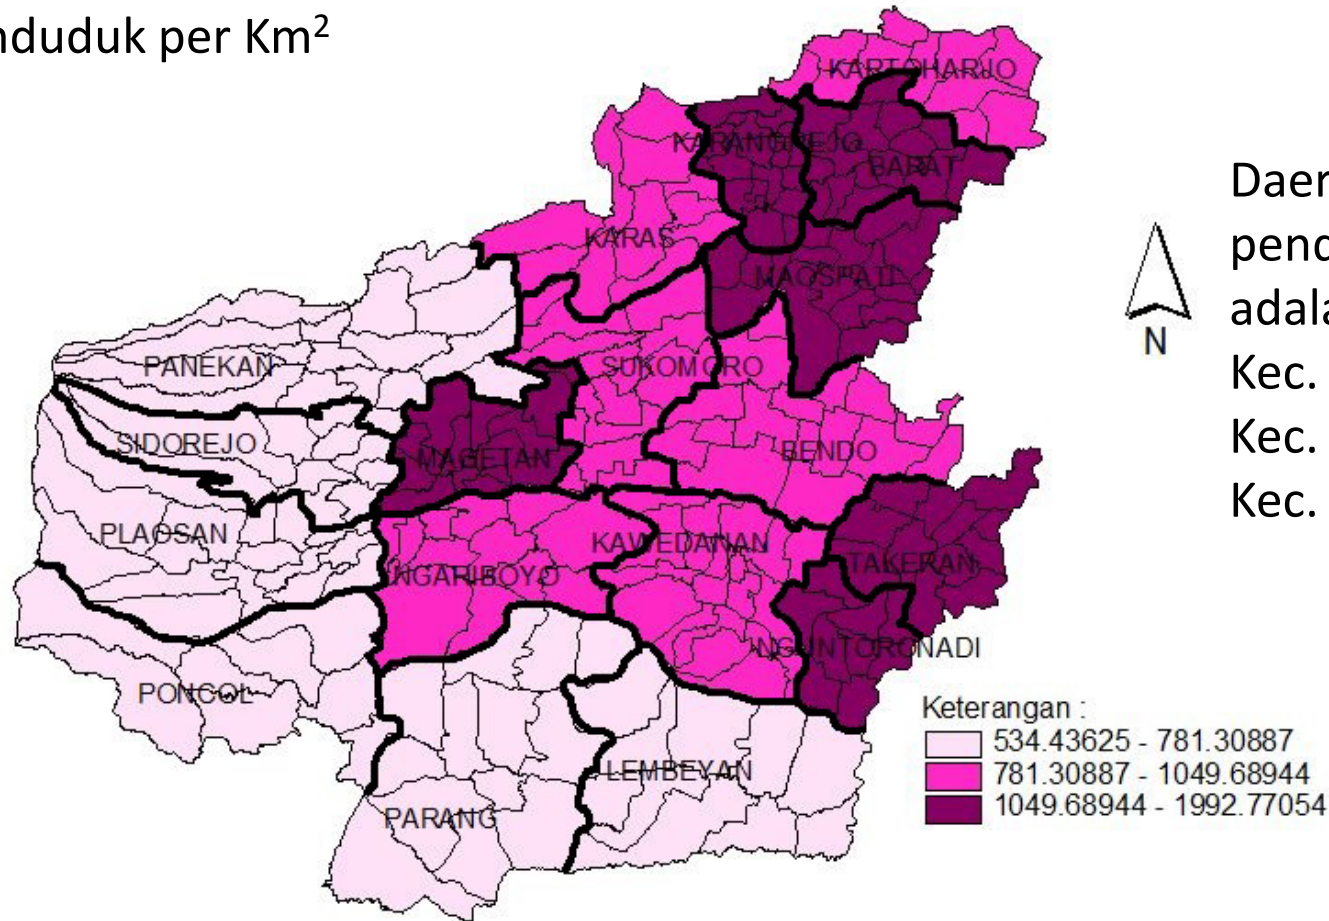 nduduk per Km²
KARTOHARJO
KARANGREJO
BARAT
KARAS
MAOSPATI
PANEKAN
SUKOMORO
SIDOREJO
MAGETAN
BENDO
PLAOSAN
KAWEDANAN
NGARIBOYO
TAKERAN
NGUNTORONADI
PONCOL
LEMBEYAN
PARANG
N
Daer
pend
adala
Kec.
Kec.
Kec.
Keterangan :
534.43625 - 781.30887
781.30887 - 1049.68944
1049.68944 - 1992.77054